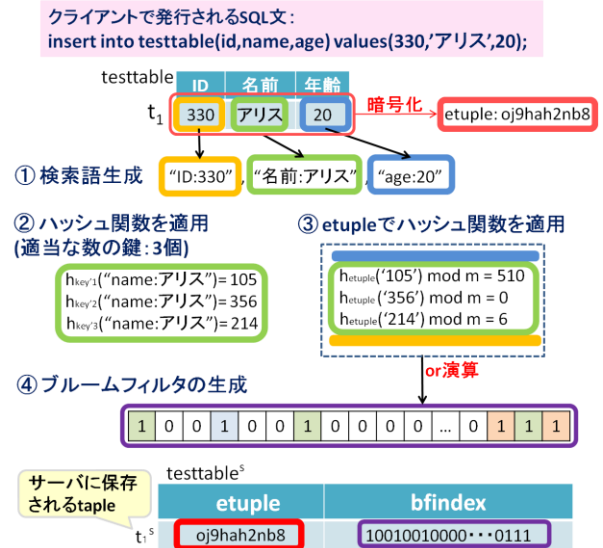 クライアントで発行されるSQL文：
insert into testtable(id,name,age) values(330,’アリス’,20);
testtable
ID 名前 年齢
t1 330 アリス 20
暗号化
etuple: oj9hah2nb8
① 検索語生成 “ID:330” , “名前:アリス” , “age:20”
② ハッシュ関数を適用
(適当な数の鍵：3個)
hkey’1(“name:アリス”)= 105
hkey’2(“name:アリス”)= 356
hkey’3(“name:アリス”)= 214
③ etupleでハッシュ関数を適用
hetuple(‘105’) mod m = 510
hetuple(‘356’) mod m = 0
hetuple(‘214’) mod m = 6
or演算
④ ブルームフィルタの生成
1 0 0 1 0 0 1 0 0 0 0 ... 0 1 1 1
サーバに保存
されるtaple
testtableS
etuple bfindex
t1S oj9hah2nb8 10010010000・・・0111